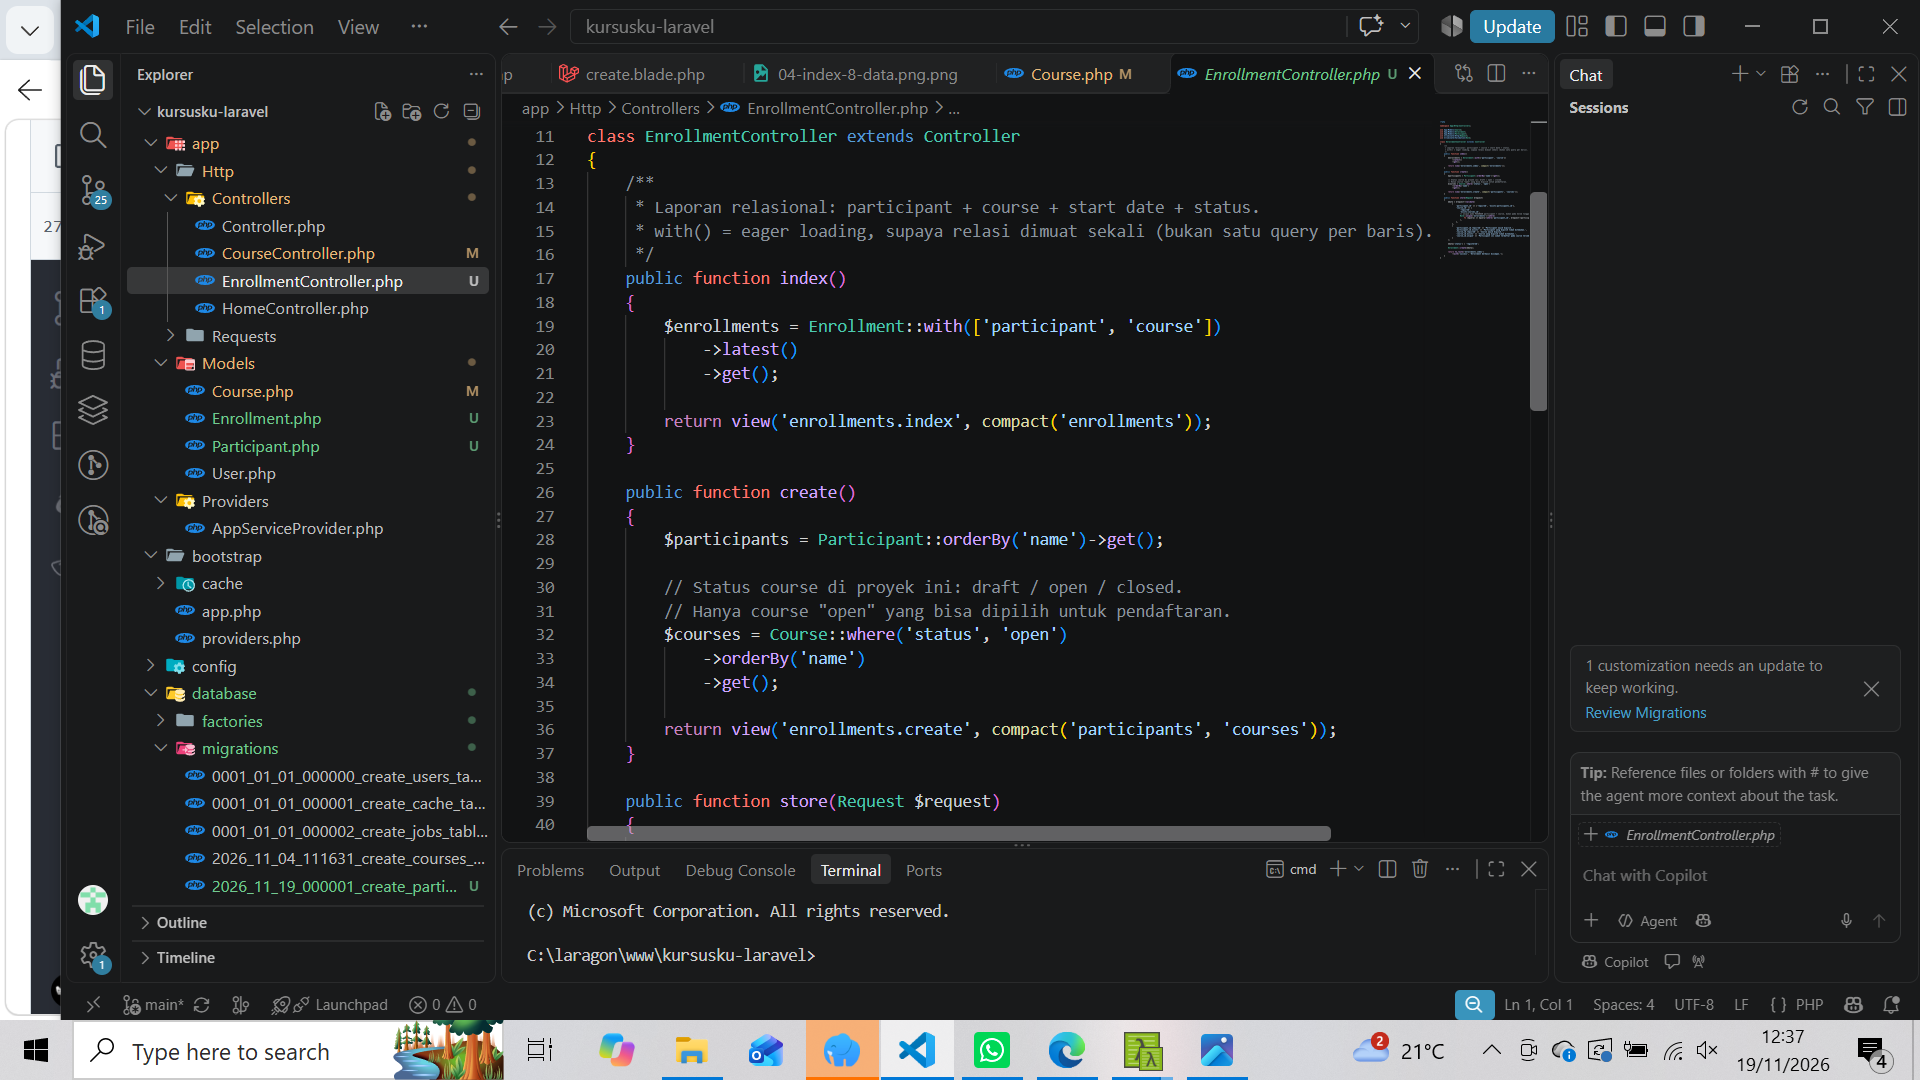 File Edit Selection View ...
kursusku-laravel
Update
Explorer
kursusku-laravel
app
Http
Controllers
Controller.php
CourseController.php M
EnrollmentController.php U
HomeController.php
Requests
Models
Course.php M
Enrollment.php U
Participant.php U
User.php
Providers
AppServiceProvider.php
bootstrap
cache
app.php
providers.php
config
database
factories
migrations
0001_01_01_000000_create_users_ta...
0001_01_01_000001_create_cache_ta...
0001_01_01_000002_create_jobs_tabl...
2026_11_04_111631_create_courses_...
2026_11_19_000001_create_parti... U
Outline
Timeline
25
1
1
27
p create.blade.php 04-index-8-data.png.png Course.php M EnrollmentController.php U
app > Http > Controllers > EnrollmentController.php > ...
11 class EnrollmentController extends Controller
12 {
13 /**
14 * Laporan relasional: participant + course + start date + status.
15 * with() = eager loading, supaya relasi dimuat sekali (bukan satu query per baris).
16 */
17 public function index()
18 {
19 $enrollments = Enrollment::with(['participant', 'course'])
20 ->latest()
21 ->get();
22
23 return view('enrollments.index', compact('enrollments'));
24 }
25
26 public function create()
27 {
28 $participants = Participant::orderBy('name')->get();
29
30 // Status course di proyek ini: draft / open / closed.
31 // Hanya course "open" yang bisa dipilih untuk pendaftaran.
32 $courses = Course::where('status', 'open')
33 ->orderBy('name')
34 ->get();
35
36 return view('enrollments.create', compact('participants', 'courses'));
37 }
38
39 public function store(Request $request)
40 {
Problems Output Debug Console Terminal Ports
cmd
(c) Microsoft Corporation. All rights reserved.
C:\laragon\www\kursusku-laravel>
Chat
Sessions
1 customization needs an update to
keep working.
Review Migrations
Tip: Reference files or folders with # to give
the agent more context about the task.
EnrollmentController.php
Chat with Copilot
Agent
Copilot
main* Launchpad 0 0
Ln 1, Col 1 Spaces: 4 UTF-8 LF { } PHP
Type here to search
2
21°C
12:37
19/11/2026
4